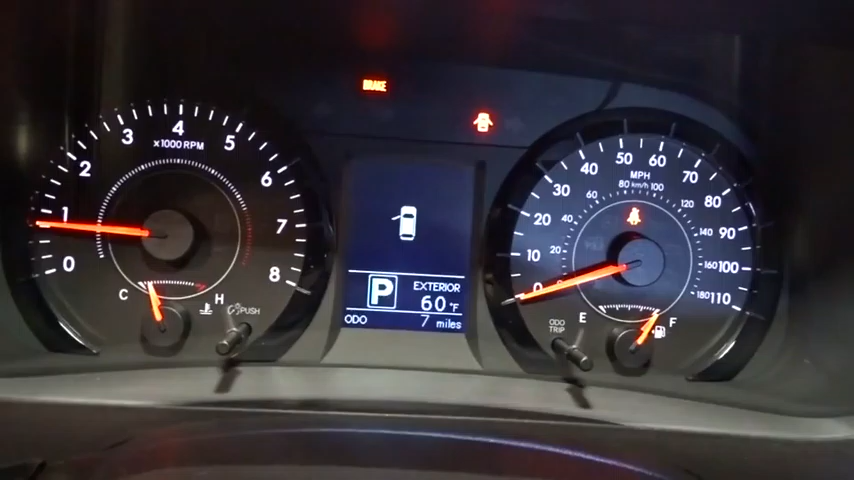 BRAKE
0
1
2
3
4
5
6
7
8
x1000 RPM
C
H
PUSH
P
EXTERIOR
60 °F
ODO 7 miles
0
10
20
30
40
50
60
70
80
90
100
110
MPH
80 km/h 100
20
40
60
120
140
160
180
ODO
TRIP
E
F